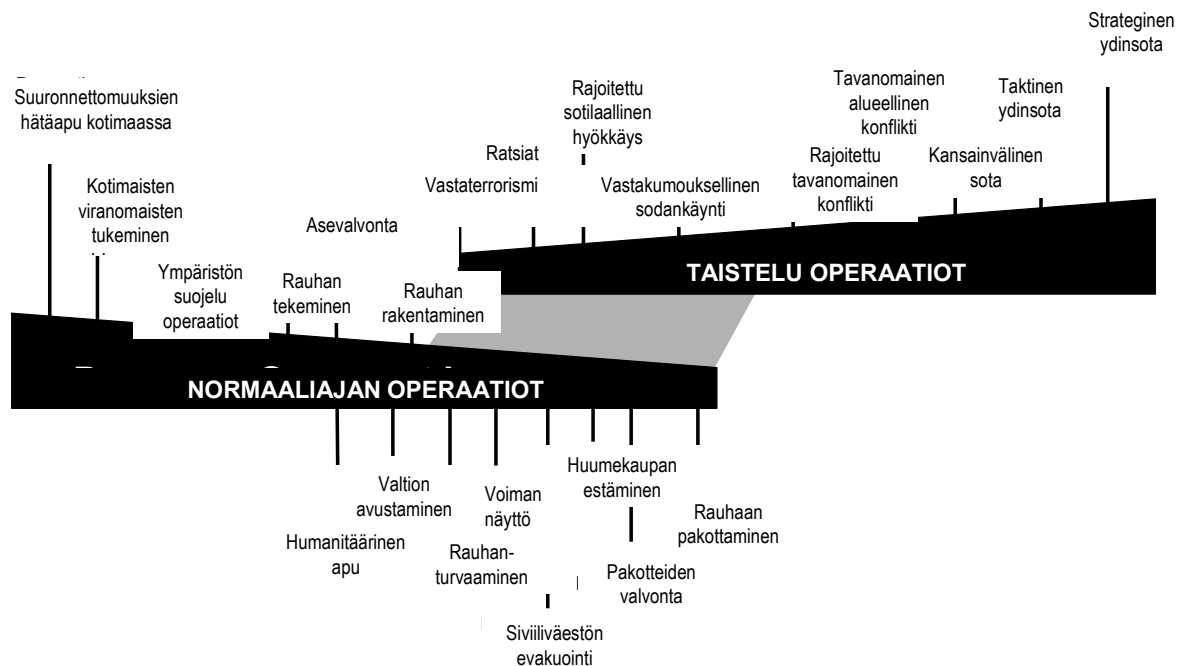 Strateginen
ydinsota
Suuronnettomuuksien
hätäapu kotimaassa
Rajoitettu
sotilaallinen
hyökkäys
Tavanomainen
alueellinen
konflikti
Taktinen
ydinsota
Ratsiat
Vastaterrorismi
Vastakumouksellinen
sodankäynti
Rajoitettu
tavanomainen
konflikti
Kansainvälinen
sota
Kotimaisten
viranomaisten
tukeminen
Asevalvonta
Ympäristön
suojelu
operaatiot
Rauhan
tekeminen
Rauhan
rakentaminen
TAISTELU OPERAATIOT
NORMAALIAJAN OPERAATIOT
Humanitäärinen
apu
Valtion
avustaminen
Rauhan-
turvaaminen
Voiman
näyttö
Siviiliväestön
evakuointi
Huumekaupan
estäminen
Pakotteiden
valvonta
Rauhaan
pakottaminen